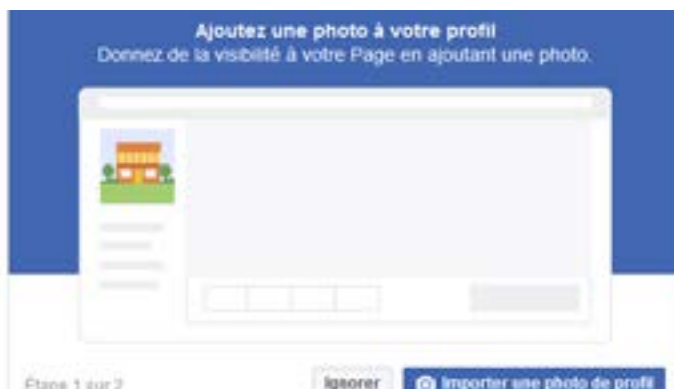 Ajoutez une photo à votre profil
Donnez de la visibilité à votre Page en ajoutant une photo.
Étape 1 sur 2
Ignorer
Importer une photo de profil